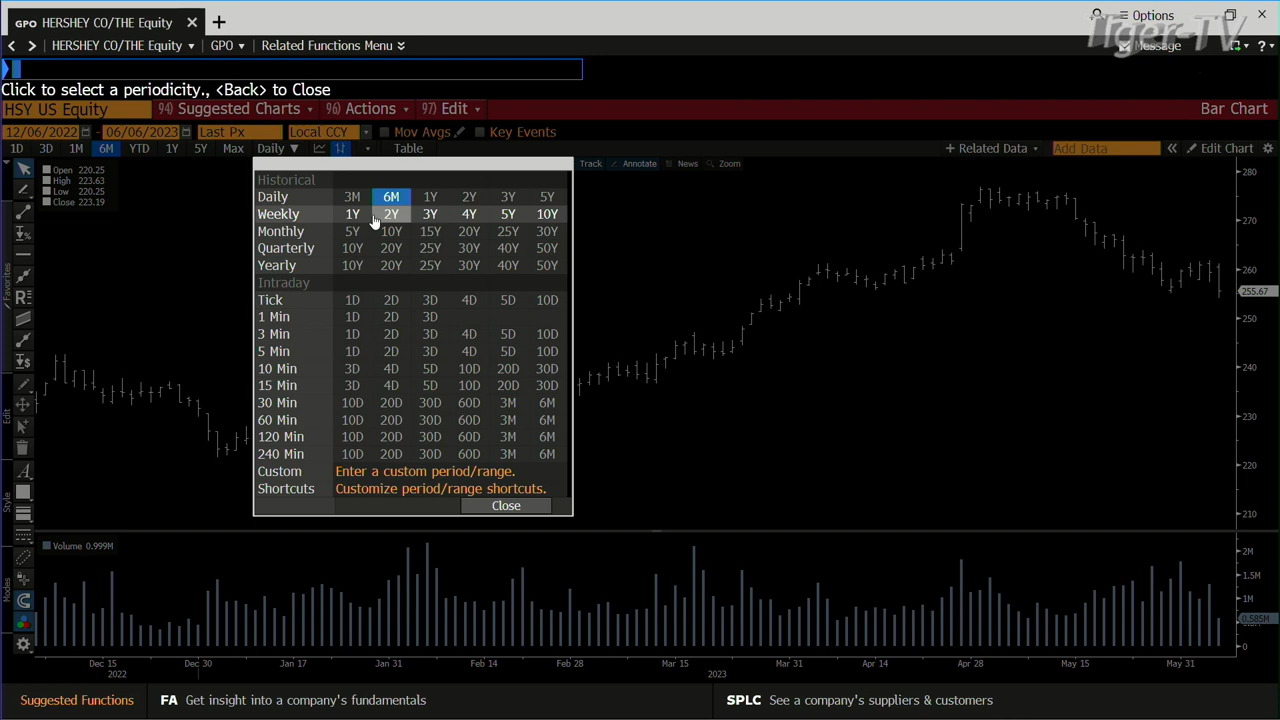 GPO HERSHEY CO/THE Equity × +
Options
HERSHEY CO/THE Equity GPO Related Functions Menu
Message ?
Tiger-TV
Click to select a periodicity., <Back> to Close
HSY US Equity 94) Suggested Charts 96) Actions 97) Edit Bar Chart
12/06/2022 - 06/06/2023 Last Px Local CCY Mov Avgs Key Events
1D 3D 1M 6M YTD 1Y 5Y Max Daily ▼ Table + Related Data Add Data « Edit Chart
Track Annotate News Zoom
Open 220.25
High 223.63
Low 220.25
Close 223.19
Historical
Daily 3M 6M 1Y 2Y 3Y 5Y
Weekly 1Y 2Y 3Y 4Y 5Y 10Y
Monthly 5Y 10Y 15Y 20Y 25Y 30Y
Quarterly 10Y 20Y 25Y 30Y 40Y 50Y
Yearly 10Y 20Y 25Y 30Y 40Y 50Y
Intraday
Tick 1D 2D 3D 4D 5D 10D
1 Min 1D 2D 3D
3 Min 1D 2D 3D 4D 5D 10D
5 Min 1D 2D 3D 4D 5D 10D
10 Min 3D 4D 5D 10D 20D 30D
15 Min 3D 4D 5D 10D 20D 30D
30 Min 10D 20D 30D 60D 3M 6M
60 Min 10D 20D 30D 60D 3M 6M
120 Min 10D 20D 30D 60D 3M 6M
240 Min 10D 20D 30D 60D 3M 6M
Custom Enter a custom period/range.
Shortcuts Customize period/range shortcuts.
Close
280
270
260
255.67
250
240
230
220
210
Favorites
Edit
Style
Modes
Volume 0.999M
2M
1.5M
1M
0.585M
0
Dec 15 Dec 30 Jan 17 Jan 31 Feb 14 Feb 28 Mar 15 Mar 31 Apr 14 Apr 28 May 15 May 31
2022 2023
Suggested Functions FA Get insight into a company's fundamentals SPLC See a company's suppliers & customers